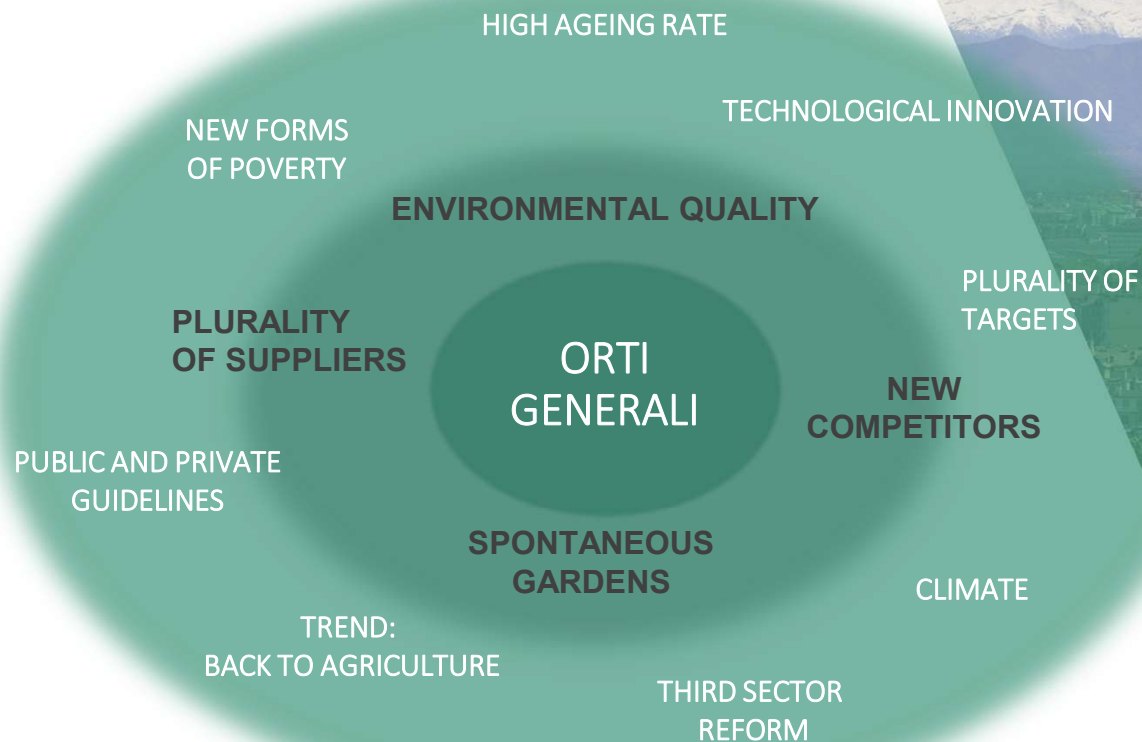 HIGH AGEING RATE
TECHNOLOGICAL INNOVATION
NEW FORMS
OF POVERTY
ENVIRONMENTAL QUALITY
PLURALITY OF
TARGETS
PLURALITY
OF SUPPLIERS
ORTI
GENERALI
NEW
COMPETITORS
PUBLIC AND PRIVATE
GUIDELINES
SPONTANEOUS
GARDENS
CLIMATE
TREND:
BACK TO AGRICULTURE
THIRD SECTOR
REFORM